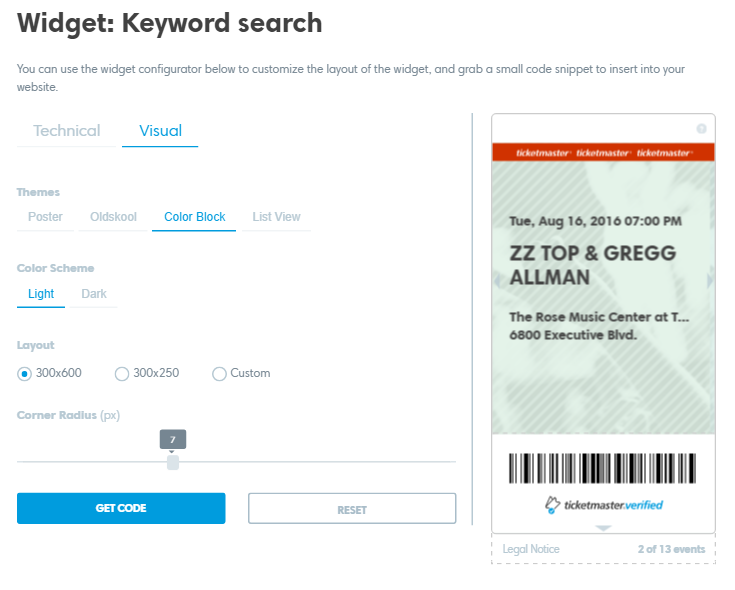 Widget: Keyword search
You can use the widget configurator below to customize the layout of the widget, and grab a small code snippet to insert into your
website.
Technical Visual
Themes
Poster Oldskool Color Block List View
Color Scheme
Light Dark
Layout
300x600 300x250 Custom
Corner Radius (px)
7
GET CODE RESET
?
ticketmaster ticketmaster ticketmaster
Tue, Aug 16, 2016 07:00 PM
ZZ TOP & GREGG
ALLMAN
The Rose Music Center at T...
6800 Executive Blvd.
ticketmaster verified
Legal Notice 2 of 13 events